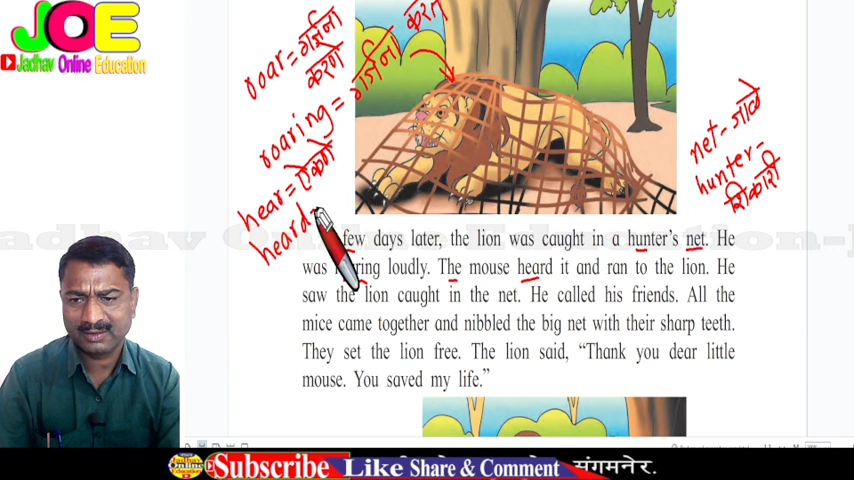 JOE
Jadhav Online Education
roar = गर्जना
करणे
roaring = गर्जना करत
hear = ऐकणे
heard =
net - जाळे
hunter -
शिकारी
few days later, the lion was caught in a hunter's net. He
was loudly. The mouse heard it and ran to the lion. He
saw the lion caught in the net. He called his friends. All the
mice came together and nibbled the big net with their sharp teeth.
They set the lion free. The lion said, “Thank you dear little
mouse. You saved my life.”
Jadhav
Online
Education
Subscribe Like Share & Comment
संगमनेर.